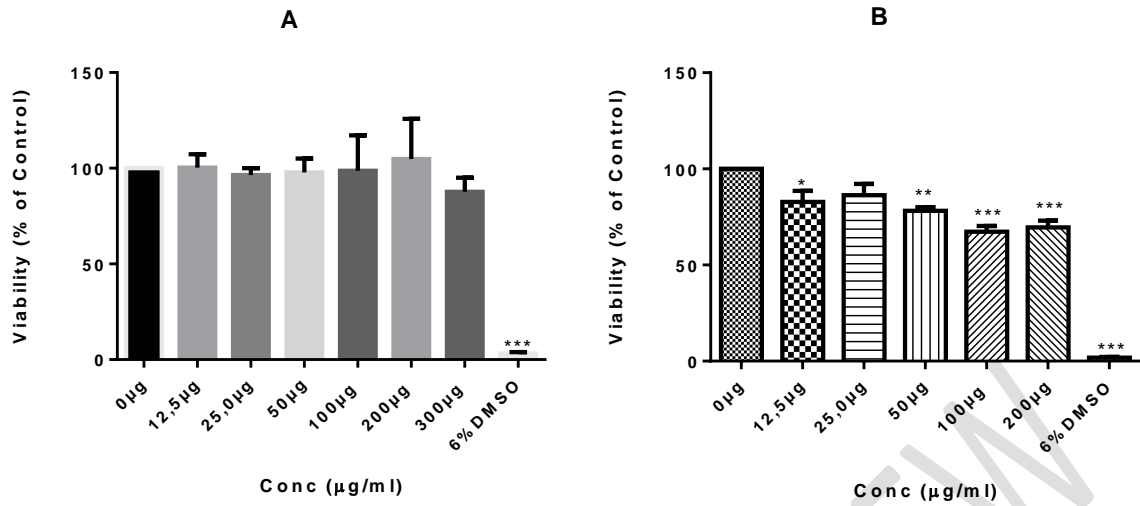 A
Viability (% of Control)
150
100
50
0
***
0µg
12,5µg
25,0µg
50µg
100µg
200µg
300µg
6% DMSO
Conc (µg/ml)
B
Viability (% of Control)
150
100
50
0
*
**
***
***
***
0µg
12,5µg
25,0µg
50µg
100µg
200µg
6% DMSO
Conc (µg/ml)